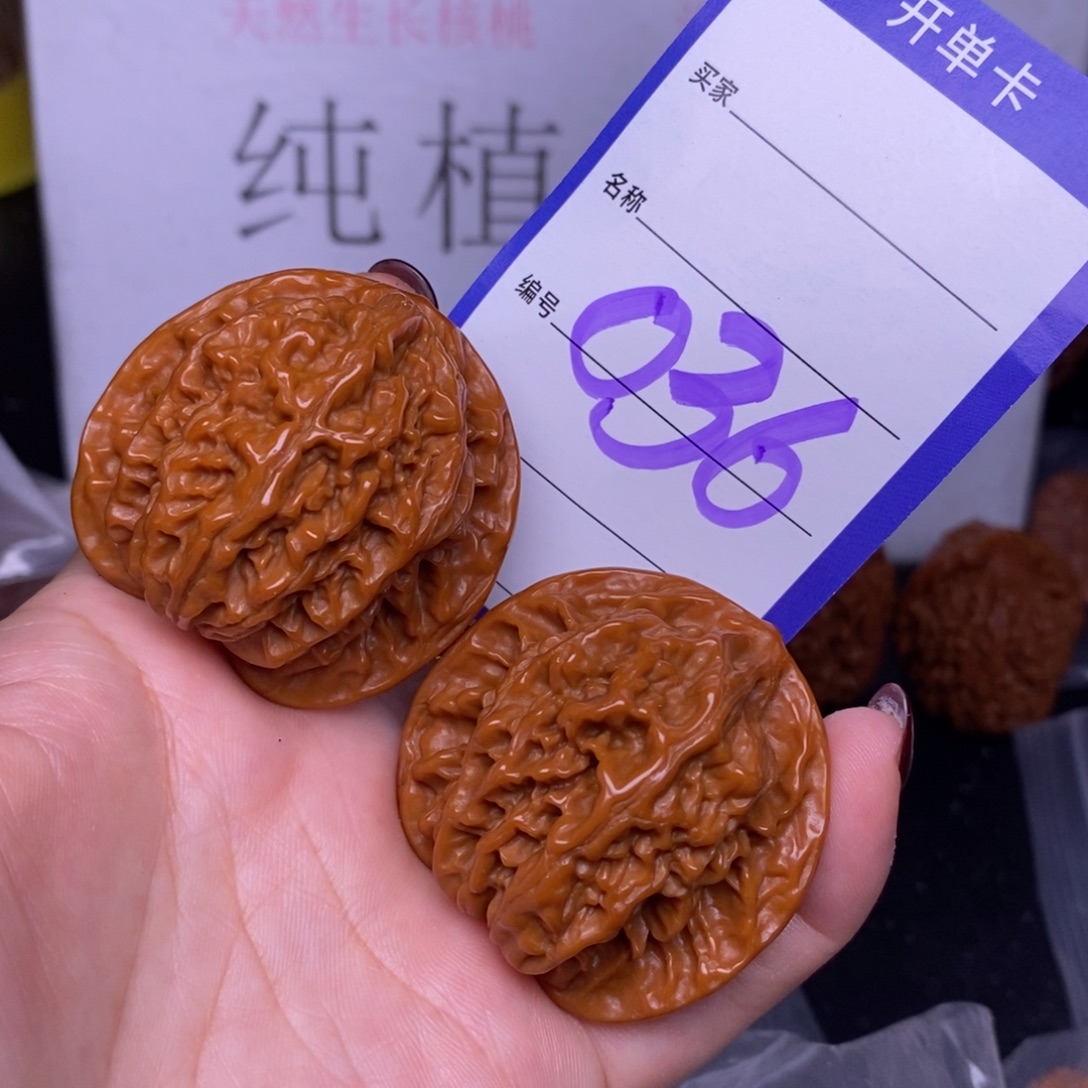 天然生长核桃
纯植
开单卡
买家
名称
编号 036